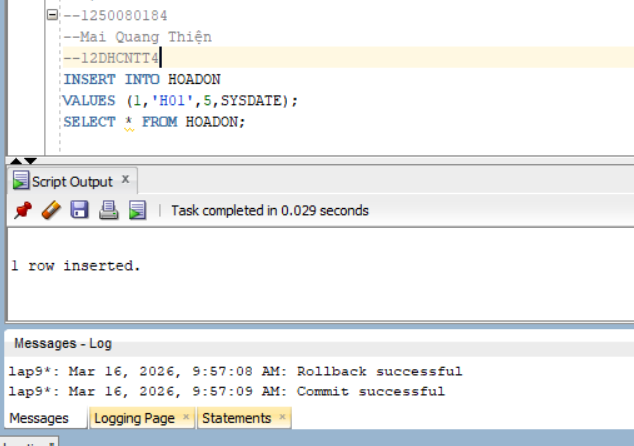 --1250080184
--Mai Quang Thiện
--12DHCNTT4
INSERT INTO HOADON
VALUES (1,'H01',5,SYSDATE);
SELECT * FROM HOADON;
Script Output x
Task completed in 0.029 seconds
1 row inserted.
Messages - Log
lap9*: Mar 16, 2026, 9:57:08 AM: Rollback successful
lap9*: Mar 16, 2026, 9:57:09 AM: Commit successful
Messages Logging Page × Statements ×